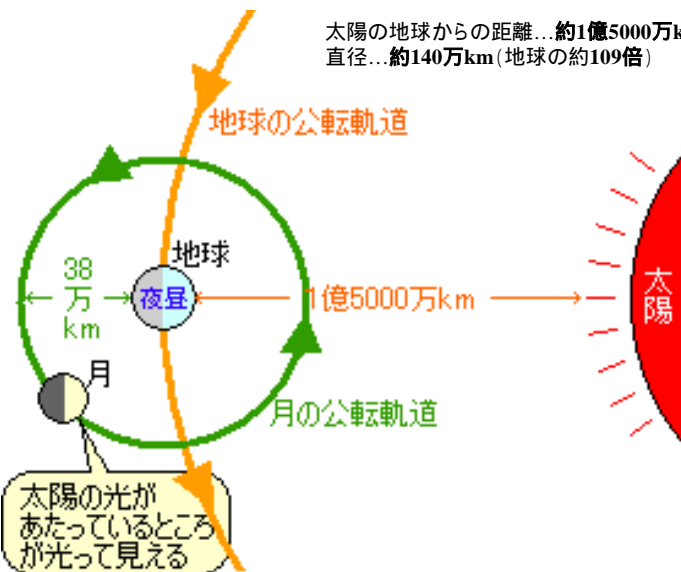 太陽の地球からの距離…約1億5000万k
直径…約140万km（地球の約109倍）
地球の公転軌道
地球
38
万
km
夜昼
1億5000万km
太
陽
月
月の公転軌道
太陽の光が
あたっているところ
が光って見える